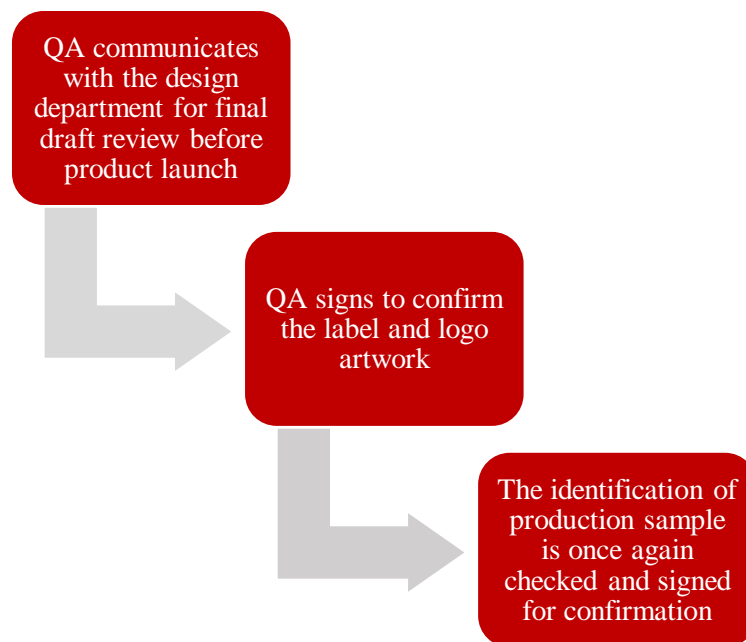 QA communicates
with the design
department for final
draft review before
product launch
QA signs to confirm
the label and logo
artwork
The identification of
production sample
is once again
checked and signed
for confirmation